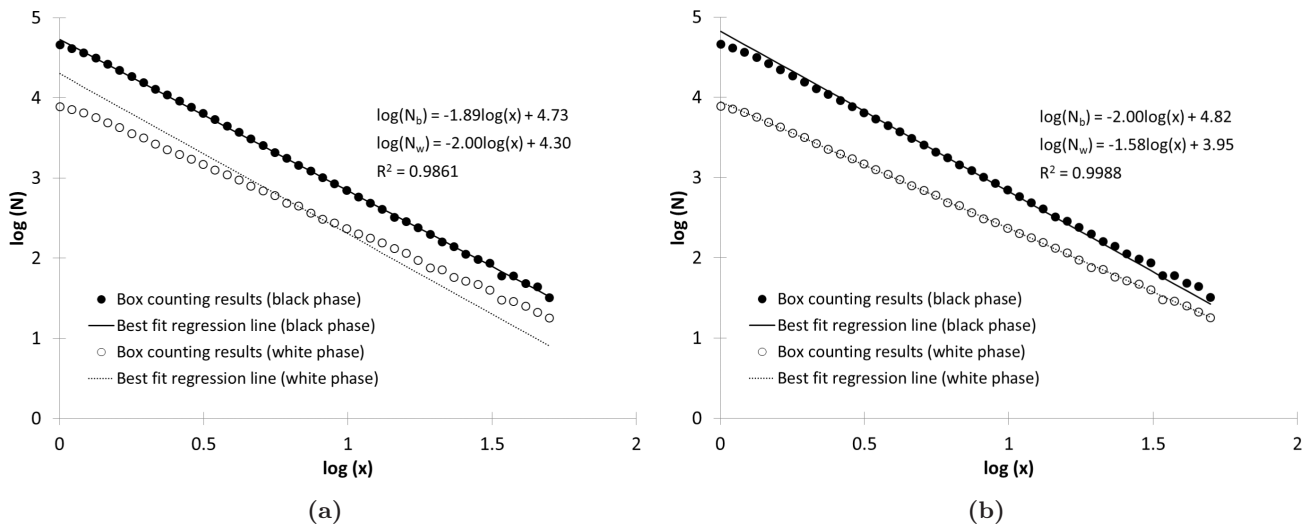 5
4
3
2
1
0
log (N)
0
0.5
1
1.5
2
log (x)
log(N_b) = -1.89log(x) + 4.73
log(N_w) = -2.00log(x) + 4.30
R² = 0.9861
Box counting results (black phase)
Best fit regression line (black phase)
Box counting results (white phase)
Best fit regression line (white phase)
(a)
5
4
3
2
1
0
log (N)
0
0.5
1
1.5
2
log (x)
log(N_b) = -2.00log(x) + 4.82
log(N_w) = -1.58log(x) + 3.95
R² = 0.9988
Box counting results (black phase)
Best fit regression line (black phase)
Box counting results (white phase)
Best fit regression line (white phase)
(b)